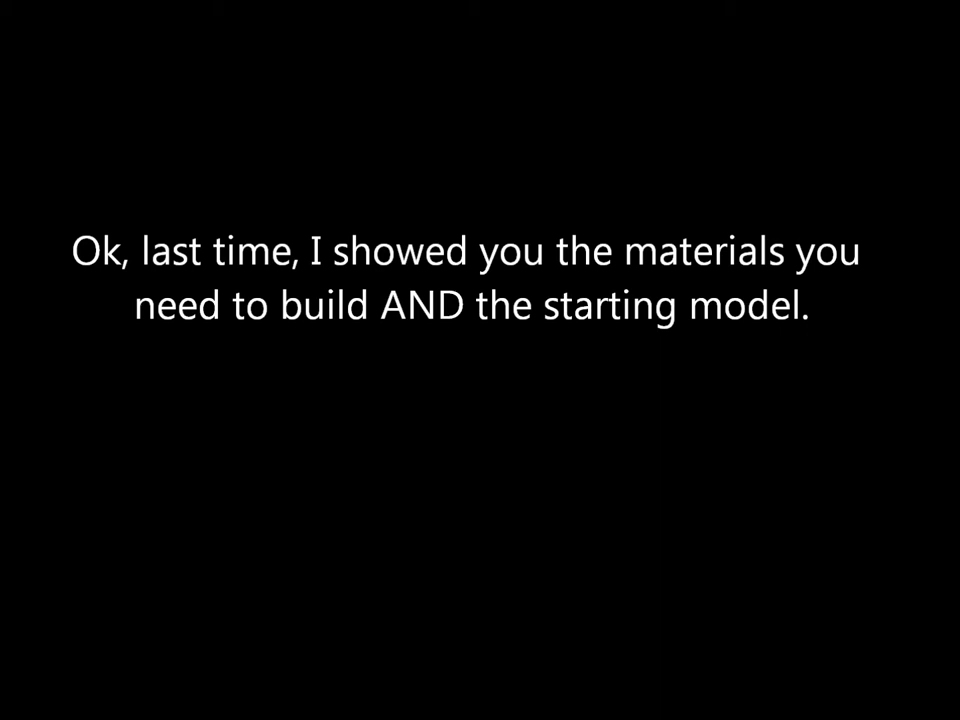 Ok, last time, I showed you the materials you
need to build AND the starting model.